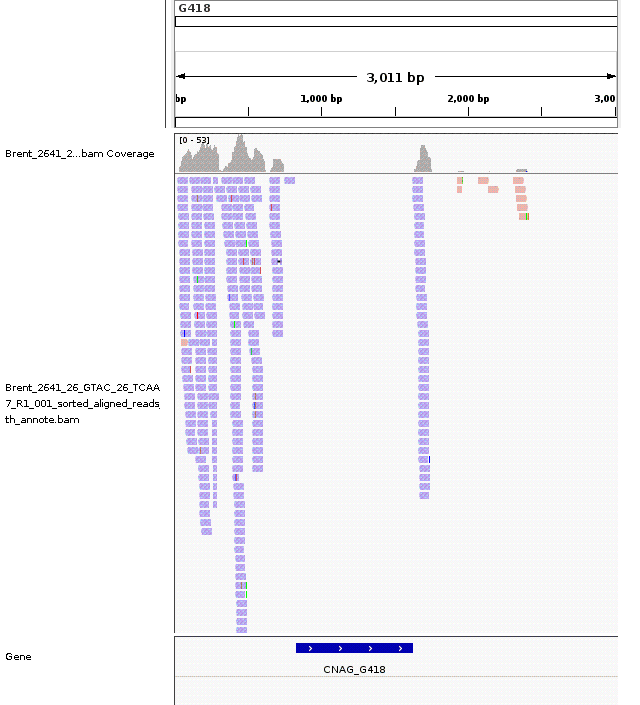 G418
3,011 bp
bp
1,000 bp
2,000 bp
3,00
[0 - 53]
Brent_2641_2...bam Coverage
Brent_2641_26_GTAC_26_TCAA
7_R1_001_sorted_aligned_reads_
th_annote.bam
Gene
CNAG_G418